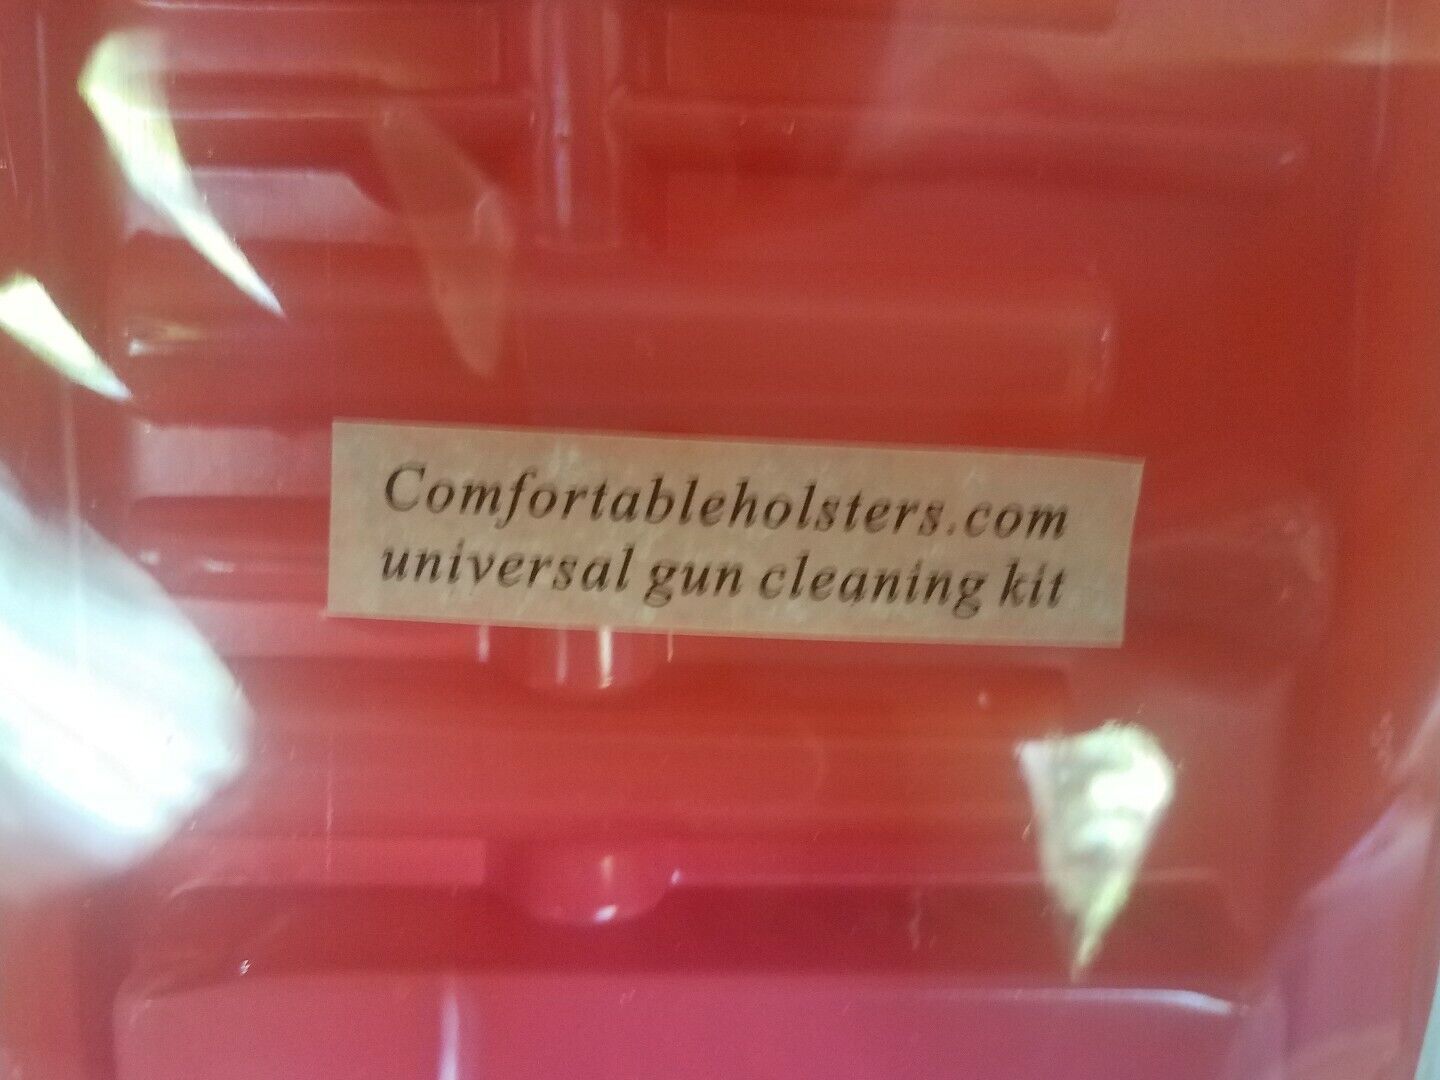 Comfortableholsters.com
universal gun cleaning kit